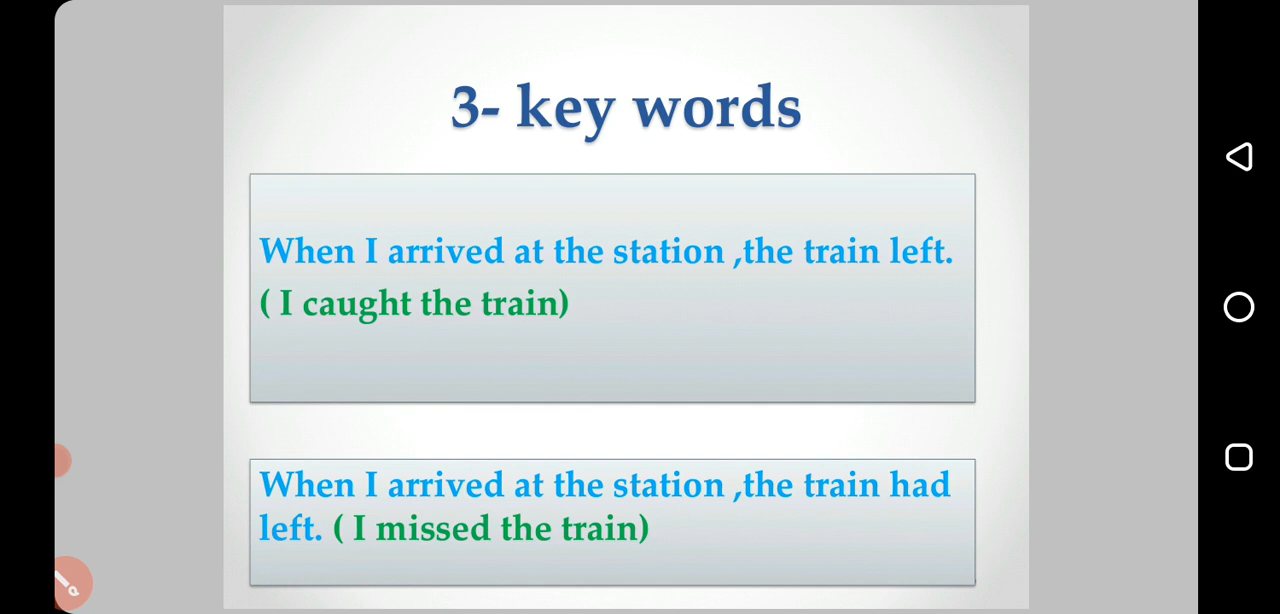 3- key words
When I arrived at the station ,the train left.
( I caught the train)
When I arrived at the station ,the train had
left. ( I missed the train)